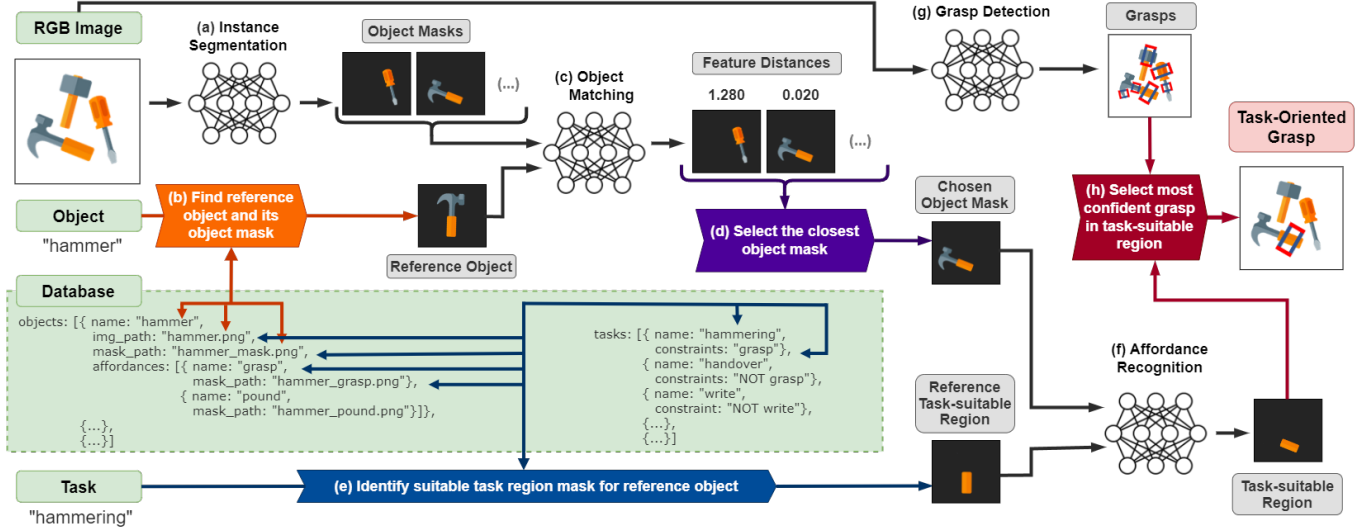 RGB Image
(a) Instance
Segmentation
Object Masks
(...)
(c) Object
Matching
Feature Distances
1.280
0.020
(...)
(g) Grasp Detection
Grasps
Task-Oriented
Grasp
Object
"hammer"
(b) Find reference
object and its
object mask
Reference Object
(d) Select the closest
object mask
Chosen
Object Mask
(h) Select most
confident grasp
in task-suitable
region
Database
objects: [{ name: "hammer",
img_path: "hammer.png",
mask_path: "hammer_mask.png",
affordances: [{ name: "grasp",
mask_path: "hammer_grasp.png"},
{ name: "pound",
mask_path: "hammer_pound.png"}]},
{...},
{...}]
tasks: [{ name: "hammering",
constraints: "grasp"},
{ name: "handover",
constraints: "NOT grasp"},
{ name: "write",
constraint: "NOT write"},
{...},
{...}]
Reference
Task-suitable
Region
(f) Affordance
Recognition
Task-suitable
Region
Task
"hammering"
(e) Identify suitable task region mask for reference object